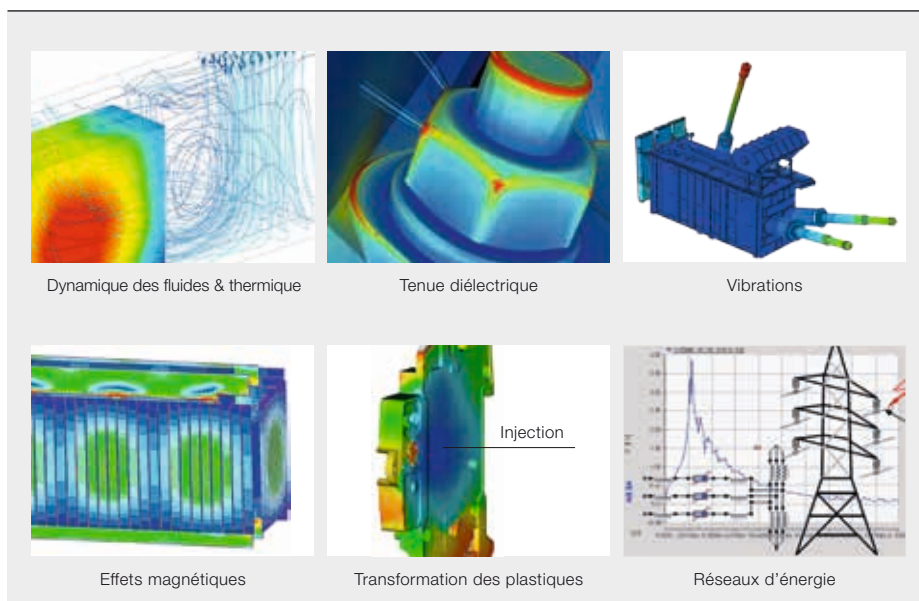 Dynamique des fluides & thermique
Tenue diélectrique
Vibrations
Injection
Effets magnétiques
Transformation des plastiques
Réseaux d'énergie